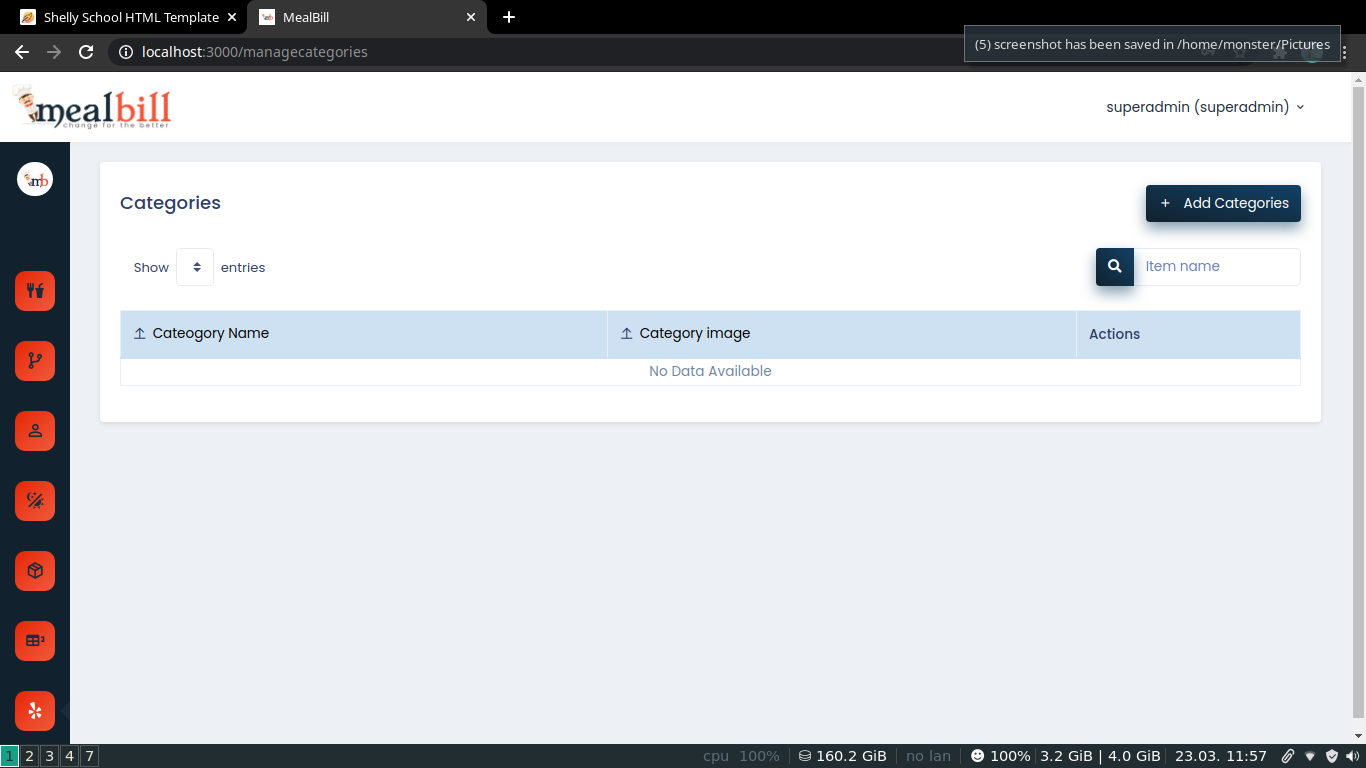 Shelly School HTML Template
MealBill
localhost:3000/managecategories
(5) screenshot has been saved in /home/monster/Pictures
mealbill
change for the better
superadmin (superadmin)
mb
Categories
+ Add Categories
Show
entries
Item name
Cateogory Name
Category image
Actions
No Data Available
1 2 3 4 7
cpu 100% 160.2 GiB no lan 100% 3.2 GiB | 4.0 GiB 23.03. 11:57